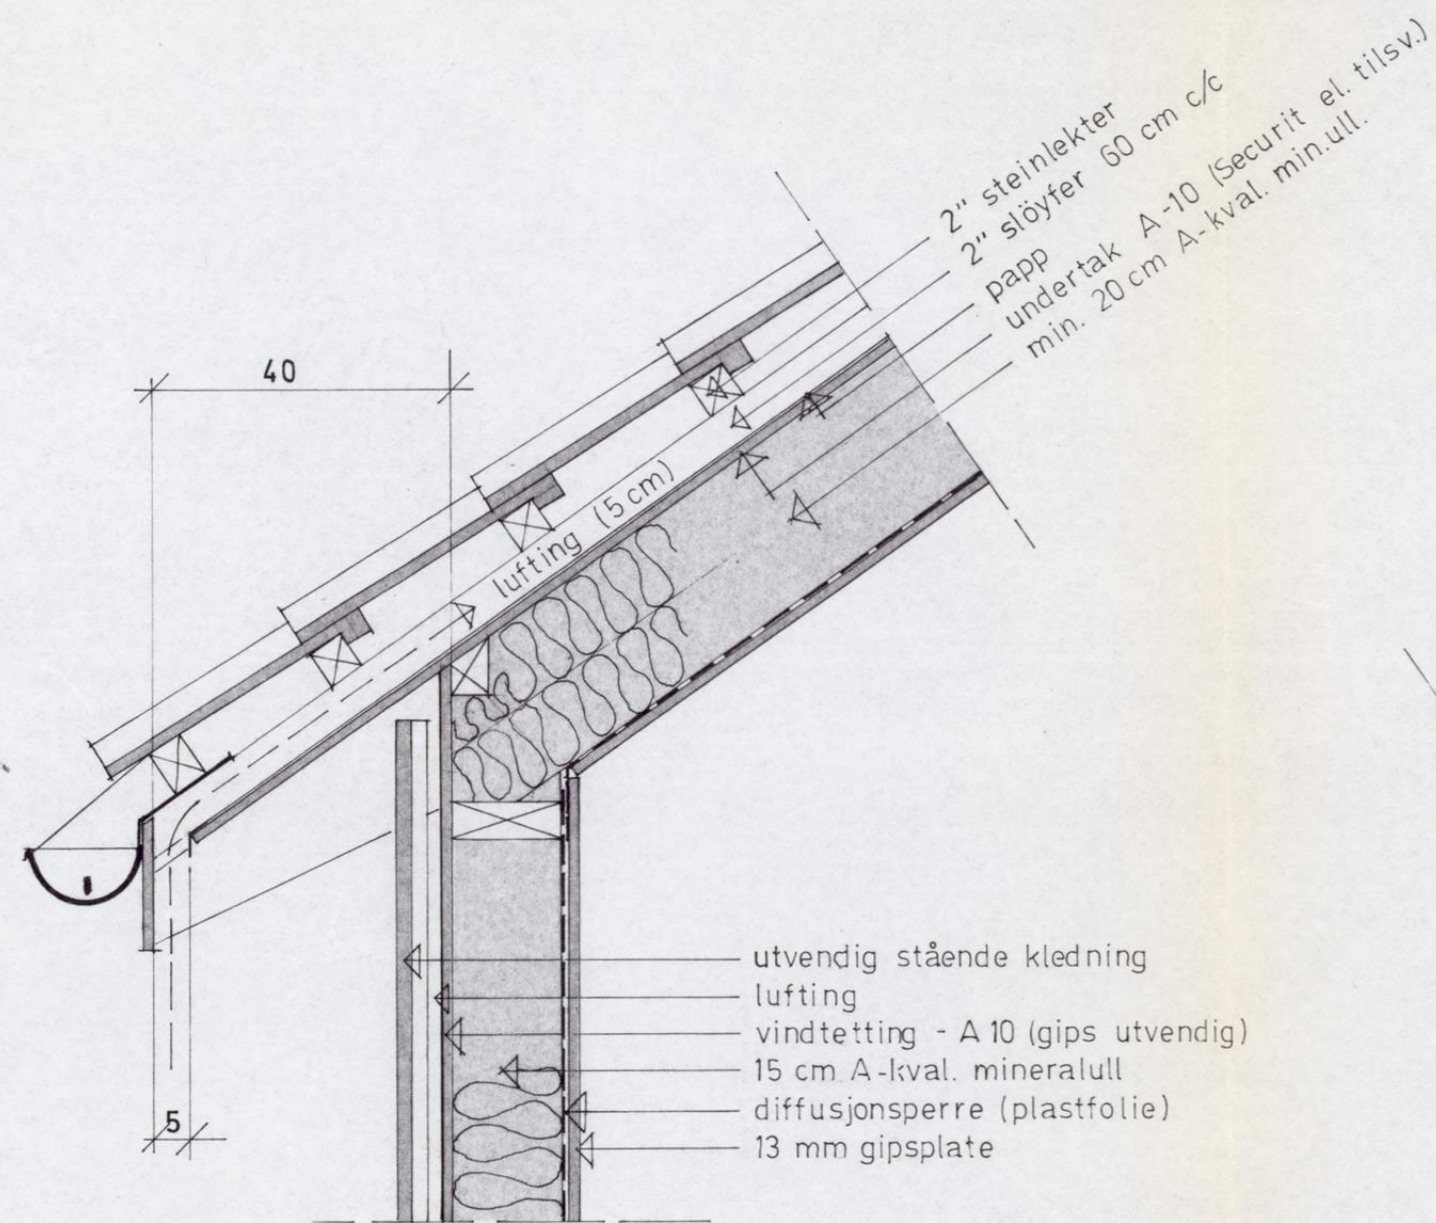 2" steinlekter
2" slöyfer 60 cm c/c
papp
undertak A-10 (Securit el. tilsv.)
min. 20 cm A-kval. min.ull.
40
lufting (5 cm)
utvendig stående kledning
lufting
vindtetting - A 10 (gips utvendig)
15 cm A-kval. mineralull
diffusjonsperre (plastfolie)
13 mm gipsplate
5